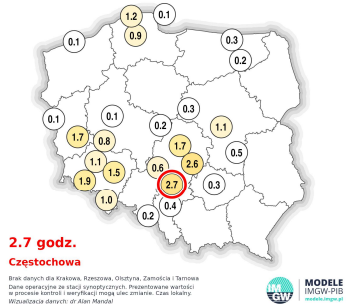 1.2
0.1
0.9
0.1
0.3
0.2
0.3
0.1
0.1
0.2
1.1
1.7
0.8
1.7
0.5
1.1
2.6
0.6
1.5
1.9
2.7
0.3
1.0
0.4
0.2
2.7 godz.
Częstochowa
Brak danych dla Krakowa, Rzeszowa, Olsztyna, Zamościa i Tarnowa
Dane operacyjne ze stacji synoptycznych. Prezentowane wartości
w procesie kontroli i weryfikacji mogą ulec zmianie. Czas lokalny.
Wizualizacja danych: dr Alan Mandal
IM
GW
MODELE
IMGW-PIB
modele.imgw.pl